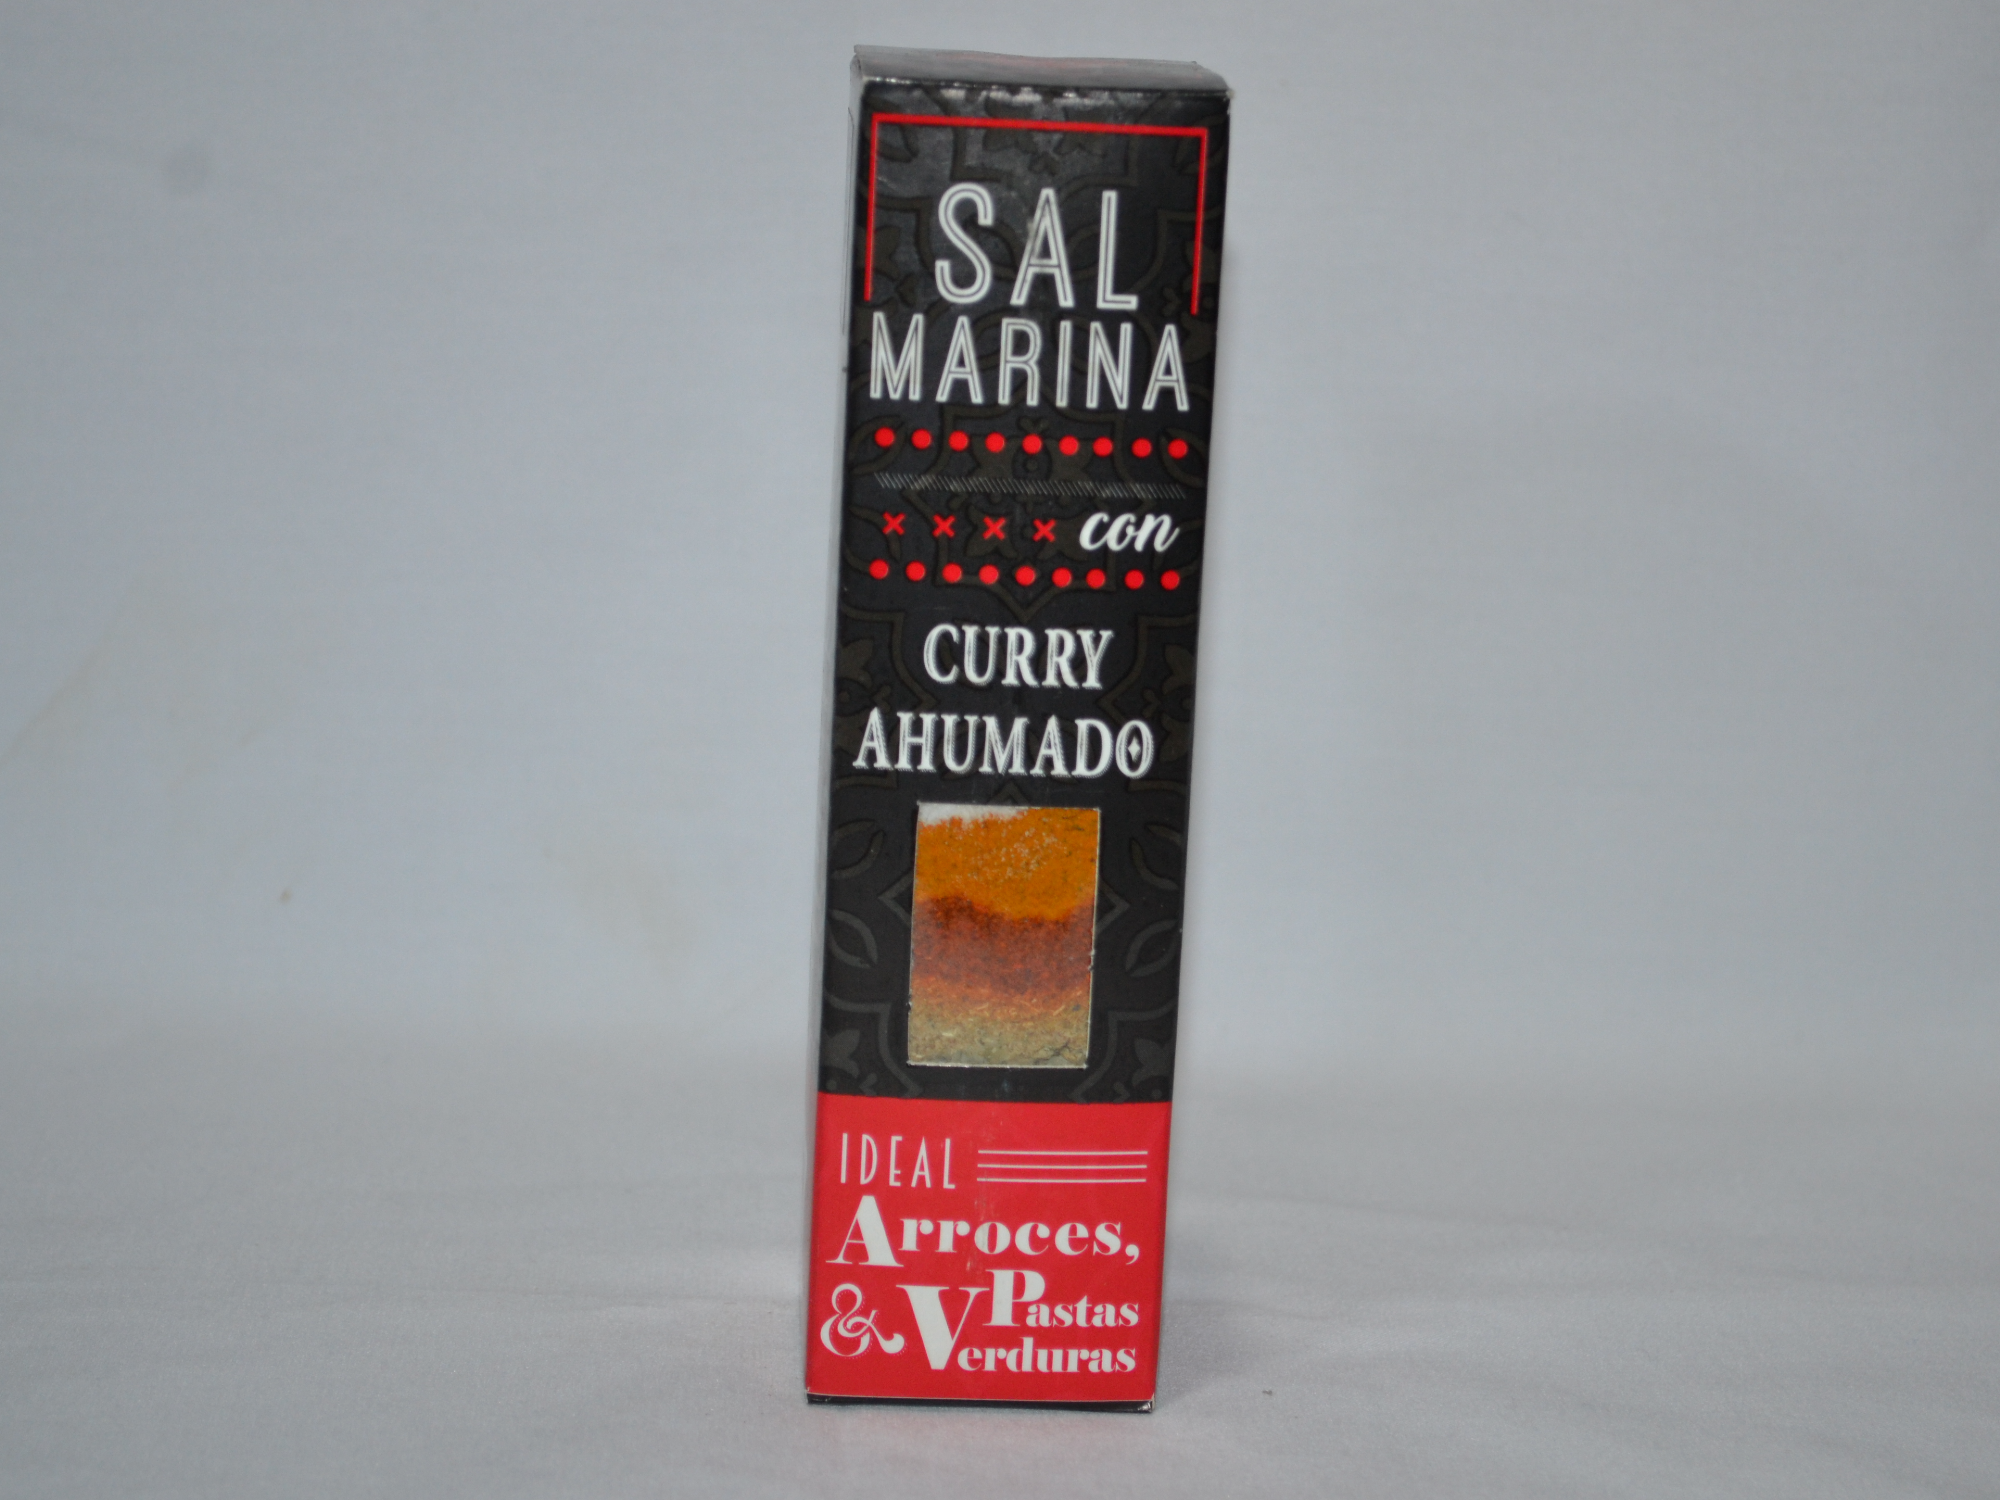 SAL
MARINA
con
CURRY
AHUMADO
IDEAL
Arroces,
Pastas
& Verduras